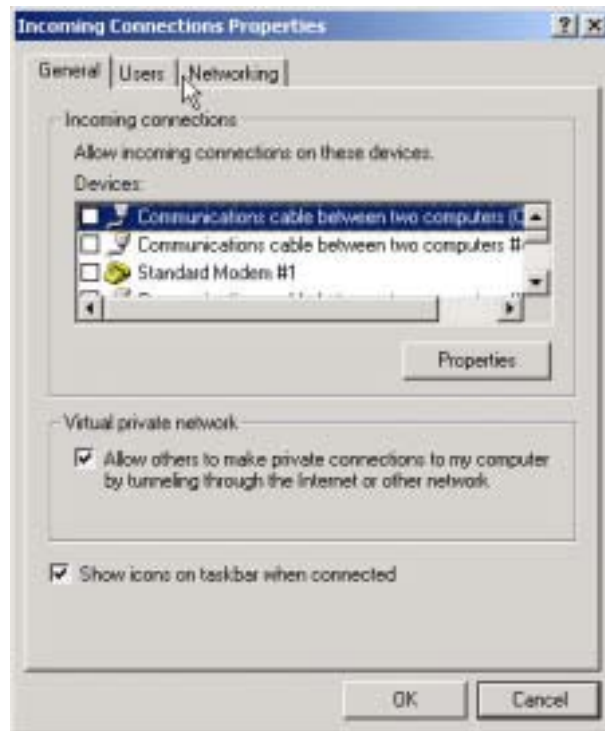 Incoming Connections Properties
General Users Networking
Incoming connections
Allow incoming connections on these devices.
Devices:
Communications cable between two computers (
Communications cable between two computers #
Standard Modem #1
Properties
Virtual private network
Allow others to make private connections to my computer
by tunneling through the Internet or other network
Show icons on taskbar when connected
OK Cancel